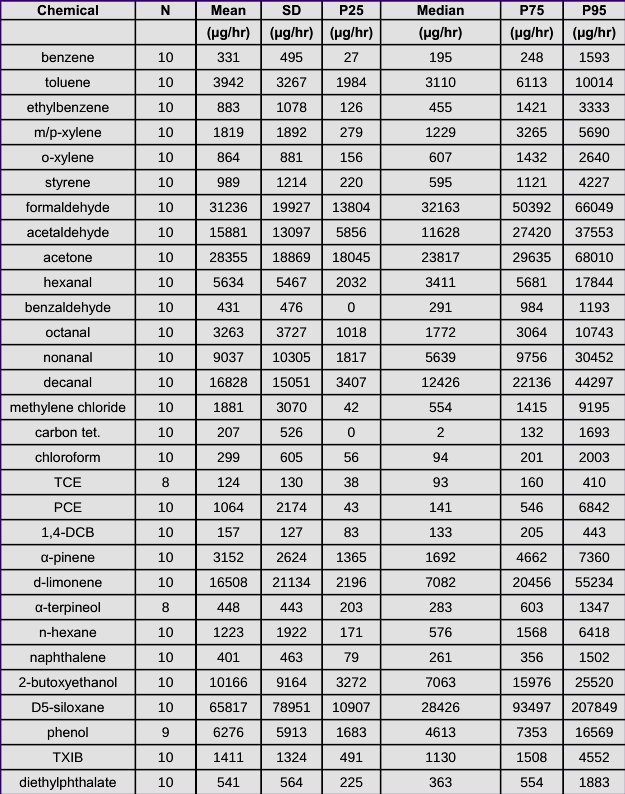 Chemical N Mean SD P25 Median P75 P95
(µg/hr) (µg/hr) (µg/hr) (µg/hr) (µg/hr) (µg/hr)
benzene 10 331 495 27 195 248 1593
toluene 10 3942 3267 1984 3110 6113 10014
ethylbenzene 10 883 1078 126 455 1421 3333
m/p-xylene 10 1819 1892 279 1229 3265 5690
o-xylene 10 864 881 156 607 1432 2640
styrene 10 989 1214 220 595 1121 4227
formaldehyde 10 31236 19927 13804 32163 50392 66049
acetaldehyde 10 15881 13097 5856 11628 27420 37553
acetone 10 28355 18869 18045 23817 29635 68010
hexanal 10 5634 5467 2032 3411 5681 17844
benzaldehyde 10 431 476 0 291 984 1193
octanal 10 3263 3727 1018 1772 3064 10743
nonanal 10 9037 10305 1817 5639 9756 30452
decanal 10 16828 15051 3407 12426 22136 44297
methylene chloride 10 1881 3070 42 554 1415 9195
carbon tet. 10 207 526 0 2 132 1693
chloroform 10 299 605 56 94 201 2003
TCE 8 124 130 38 93 160 410
PCE 10 1064 2174 43 141 546 6842
1,4-DCB 10 157 127 83 133 205 443
α-pinene 10 3152 2624 1365 1692 4662 7360
d-limonene 10 16508 21134 2196 7082 20456 55234
α-terpineol 8 448 443 203 283 603 1347
n-hexane 10 1223 1922 171 576 1568 6418
naphthalene 10 401 463 79 261 356 1502
2-butoxyethanol 10 10166 9164 3272 7063 15976 25520
D5-siloxane 10 65817 78951 10907 28426 93497 207849
phenol 9 6276 5913 1683 4613 7353 16569
TXIB 10 1411 1324 491 1130 1508 4552
diethylphthalate 10 541 564 225 363 554 1883